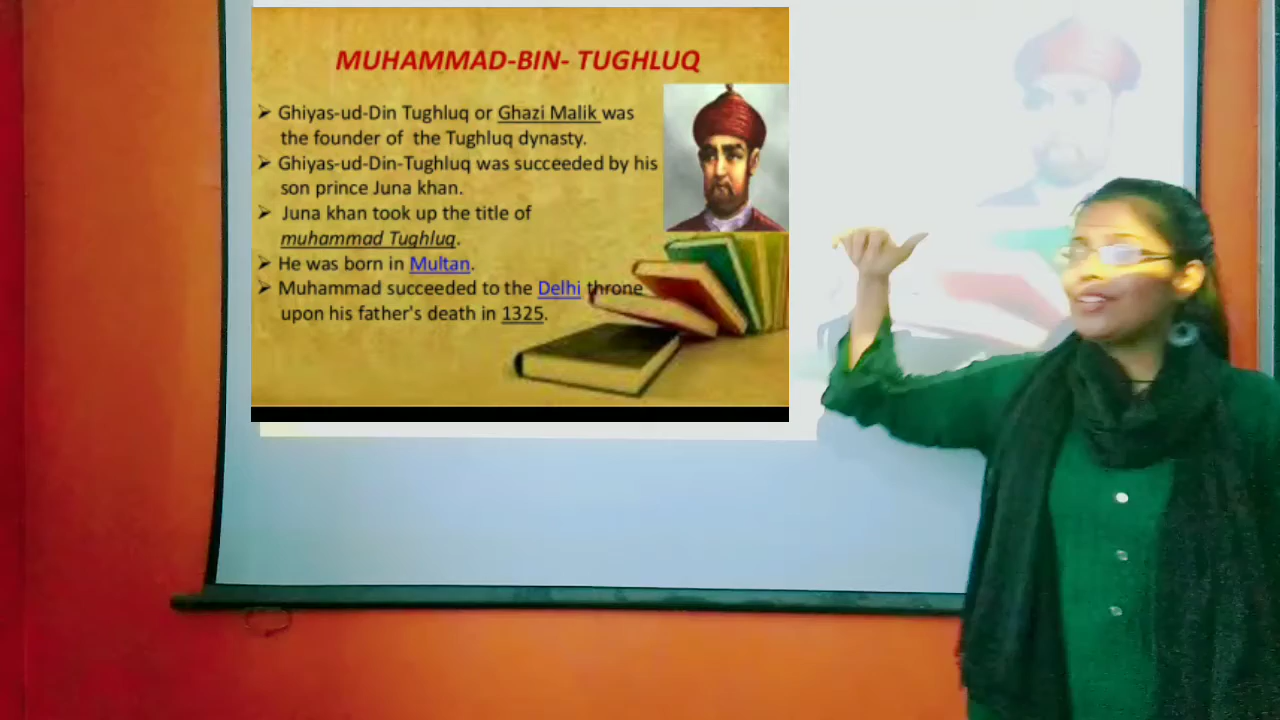 MUHAMMAD-BIN- TUGHLUQ
➢ Ghiyas-ud-Din Tughluq or Ghazi Malik was
the founder of the Tughluq dynasty.
➢ Ghiyas-ud-Din-Tughluq was succeeded by his
son prince Juna khan.
➢ Juna khan took up the title of
muhammad Tughluq.
➢ He was born in Multan.
➢ Muhammad succeeded to the Delhi throne
upon his father's death in 1325.